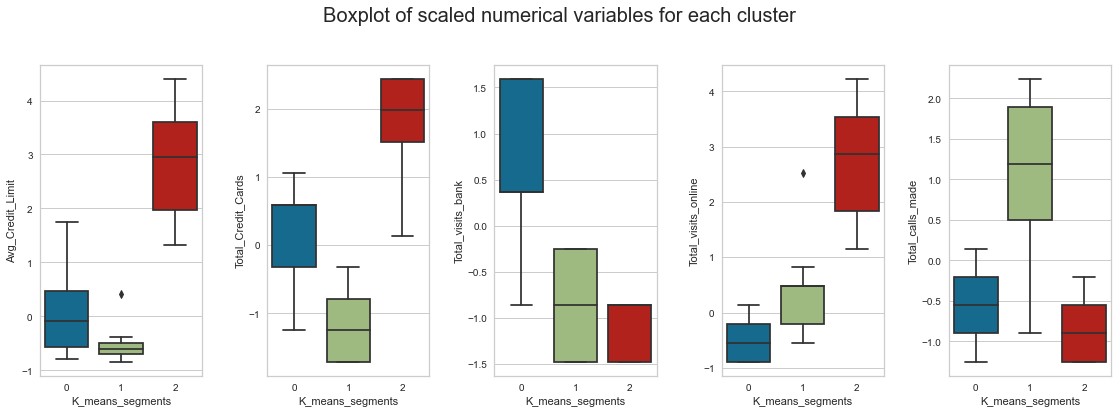 Boxplot of scaled numerical variables for each cluster
Avg_Credit_Limit
4
3
2
1
0
−1
0 1 2
K_means_segments
Total_Credit_Cards
2
1
0
−1
0 1 2
K_means_segments
Total_visits_bank
1.5
1.0
0.5
0.0
−0.5
−1.0
−1.5
0 1 2
K_means_segments
Total_visits_online
4
3
2
1
0
−1
0 1 2
K_means_segments
Total_calls_made
2.0
1.5
1.0
0.5
0.0
−0.5
−1.0
0 1 2
K_means_segments